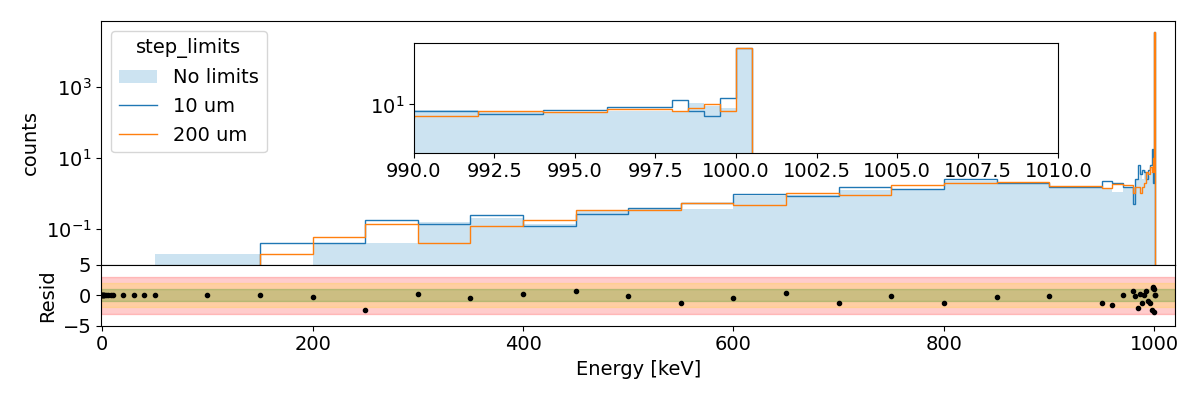 step_limits
No limits
10 um
200 um
counts
10³
10¹
10⁻¹
10¹
990.0 992.5 995.0 997.5 1000.0 1002.5 1005.0 1007.5 1010.0
Resid
5
0
−5
0 200 400 600 800 1000
Energy [keV]